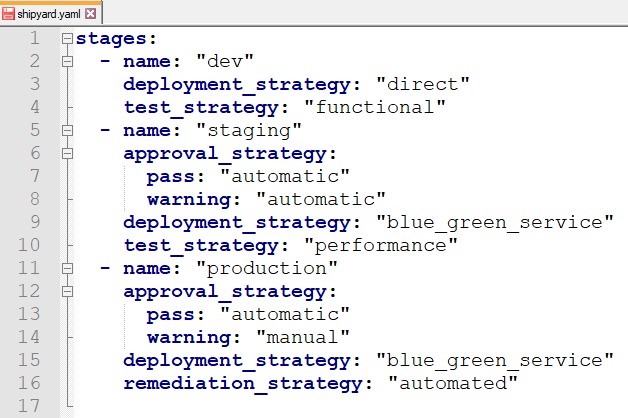 shipyard.yaml
1 stages:
2 - name: "dev"
3 deployment_strategy: "direct"
4 test_strategy: "functional"
5 - name: "staging"
6 approval_strategy:
7 pass: "automatic"
8 warning: "automatic"
9 deployment_strategy: "blue_green_service"
10 test_strategy: "performance"
11 - name: "production"
12 approval_strategy:
13 pass: "automatic"
14 warning: "manual"
15 deployment_strategy: "blue_green_service"
16 remediation_strategy: "automated"
17